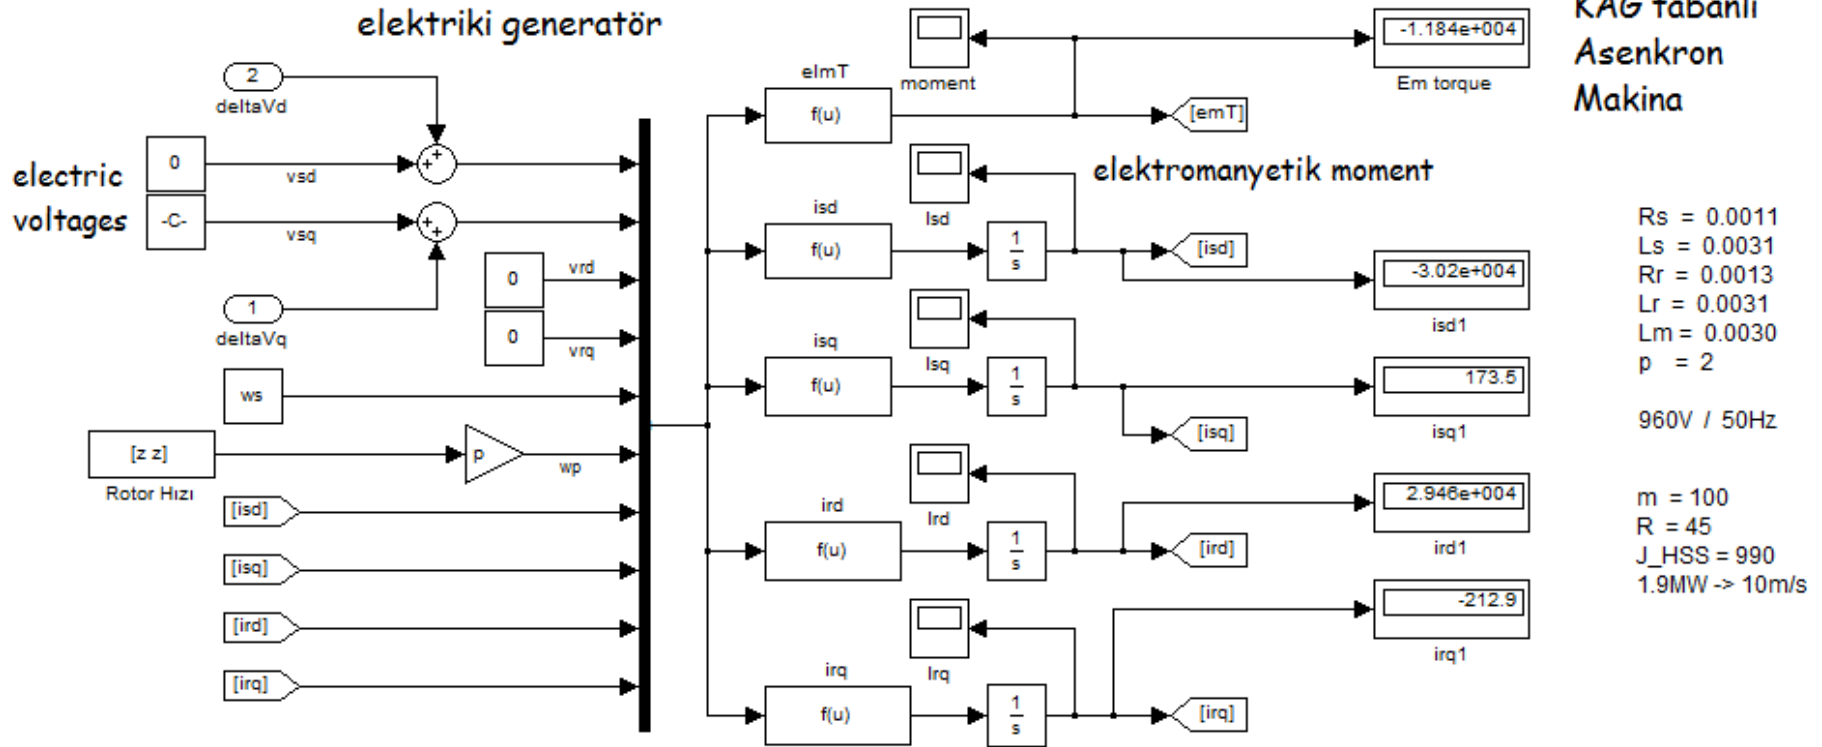 elektriki generatör
KAG tabanlı
Asenkron
Makina
2
deltaVd
electric
voltages
0
vsd
-C-
vsq
1
deltaVq
0
vrd
0
vrq
ws
[z z]
Rotor Hızı
p
wp
[isd]
[isq]
[ird]
[irq]
elmT
f(u)
moment
[emT]
-1.184e+004
Em torque
elektromanyetik moment
isd
f(u)
Isd
1
s
[isd]
-3.02e+004
isd1
isq
f(u)
Isq
1
s
[isq]
173.5
isq1
ird
f(u)
Ird
1
s
[ird]
2.946e+004
ird1
irq
f(u)
Irq
1
s
[irq]
-212.9
irq1
Rs = 0.0011
Ls = 0.0031
Rr = 0.0013
Lr = 0.0031
Lm = 0.0030
p = 2
960V / 50Hz
m = 100
R = 45
J_HSS = 990
1.9MW -> 10m/s